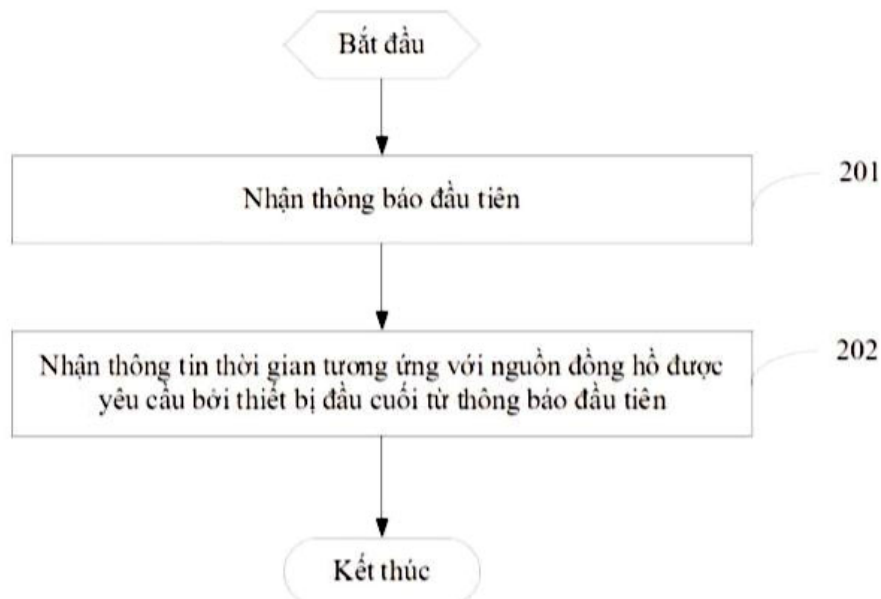 Bắt đầu
Nhận thông báo đầu tiên
201
Nhận thông tin thời gian tương ứng với nguồn đồng hồ được
yêu cầu bởi thiết bị đầu cuối từ thông báo đầu tiên
202
Kết thúc